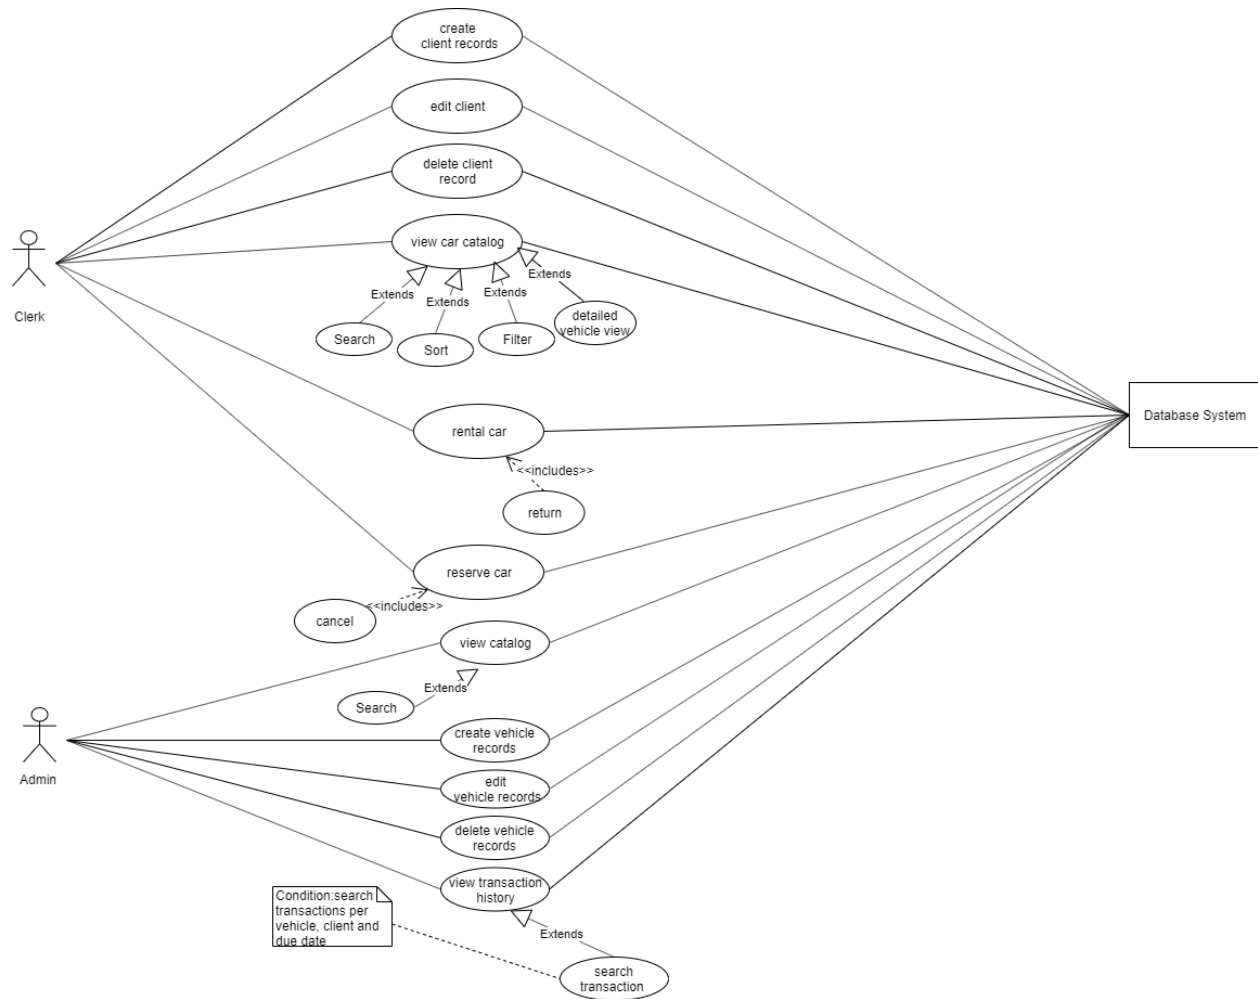 create
client records
edit client
delete client
record
view car catalog
Extends
Extends
Extends
Extends
Search
Sort
Filter
detailed
vehicle view
Clerk
rental car
<<includes>>
return
Database System
reserve car
<<includes>>
cancel
view catalog
Extends
Search
Admin
create vehicle
records
edit
vehicle records
delete vehicle
records
view transaction
history
Condition:search
transactions per
vehicle, client and
due date
Extends
search
transaction